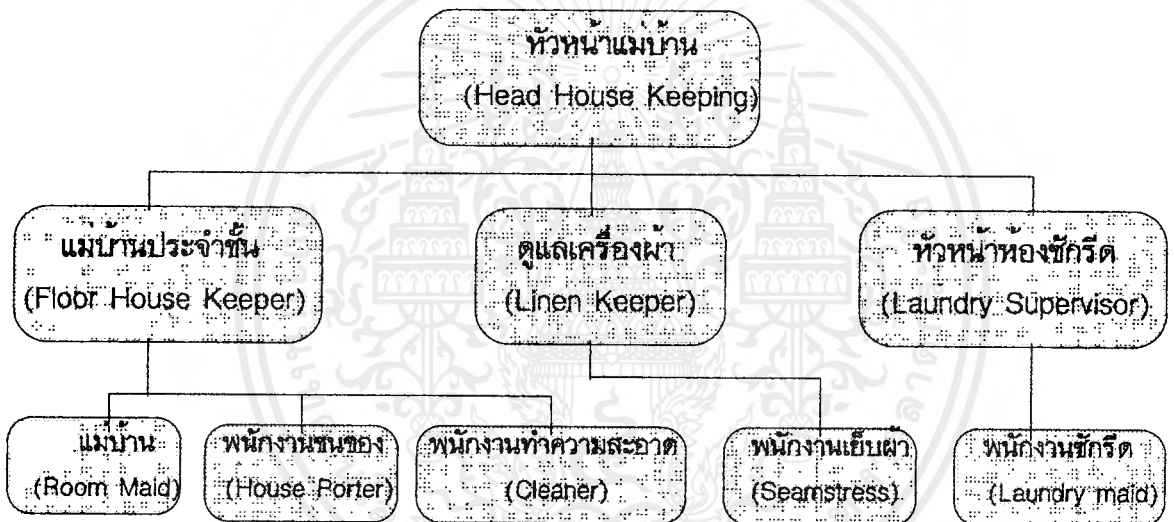 หัวหน้าแม่บ้าน
(Head House Keeping)
แม่บ้านประจำชั้น
(Floor House Keeper)
ดูแลเครื่องผ้า
(Linen Keeper)
หัวหน้าห้องซักรีด
(Laundry Supervisor)
แม่บ้าน
(Room Maid)
พนักงานขนของ
(House Porter)
พนักงานทำความสะอาด
(Cleaner)
พนักงานเย็บผ้า
(Seamstress)
พนักงานซักรีด
(Laundry maid)